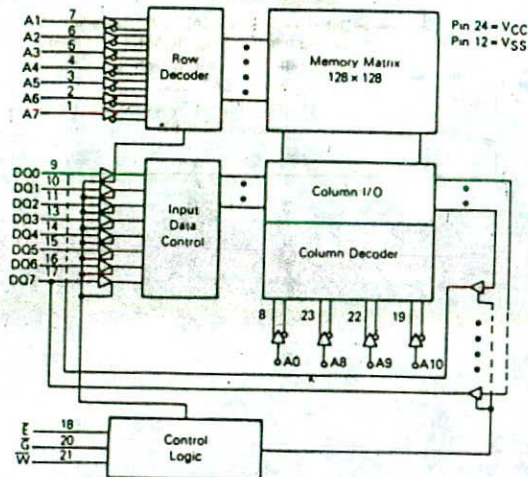 A1 7
A2 6
A3 5
A4 4
A5 3
A6 2
A7 1
Row
Decoder
Memory Matrix
128 × 128
Pin 24 = VCC
Pin 12 = VSS
DQ0 9
DQ1 10
DQ2 11
DQ3 13
DQ4 14
DQ5 15
DQ6 16
DQ7 17
Input
Data
Control
Column I/O
Column Decoder
8 23 22 19
A0 A8 A9 A10
E 18
G 20
W 21
Control
Logic